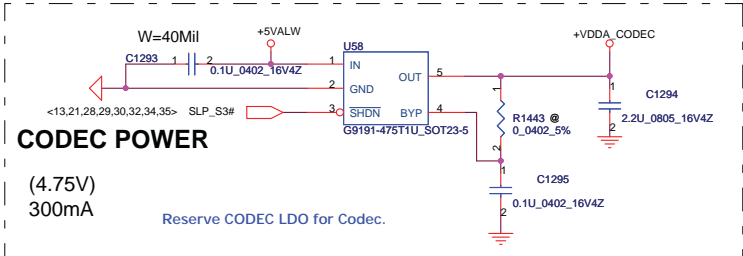 W=40Mil
+5VALW
+VDDA_CODEC
C1293
1
2
0.1U_0402_16V4Z
U58
1
IN
2
GND
OUT
5
<13,21,28,29,30,32,34,35>
SLP_S3#
3
SHDN
BYP
4
G9191-475T1U_SOT23-5
1
R1443 @
0_0402_5%
2
1
C1294
2.2U_0805_16V4Z
2
CODEC POWER
(4.75V)
300mA
1
C1295
0.1U_0402_16V4Z
2
Reserve CODEC LDO for Codec.